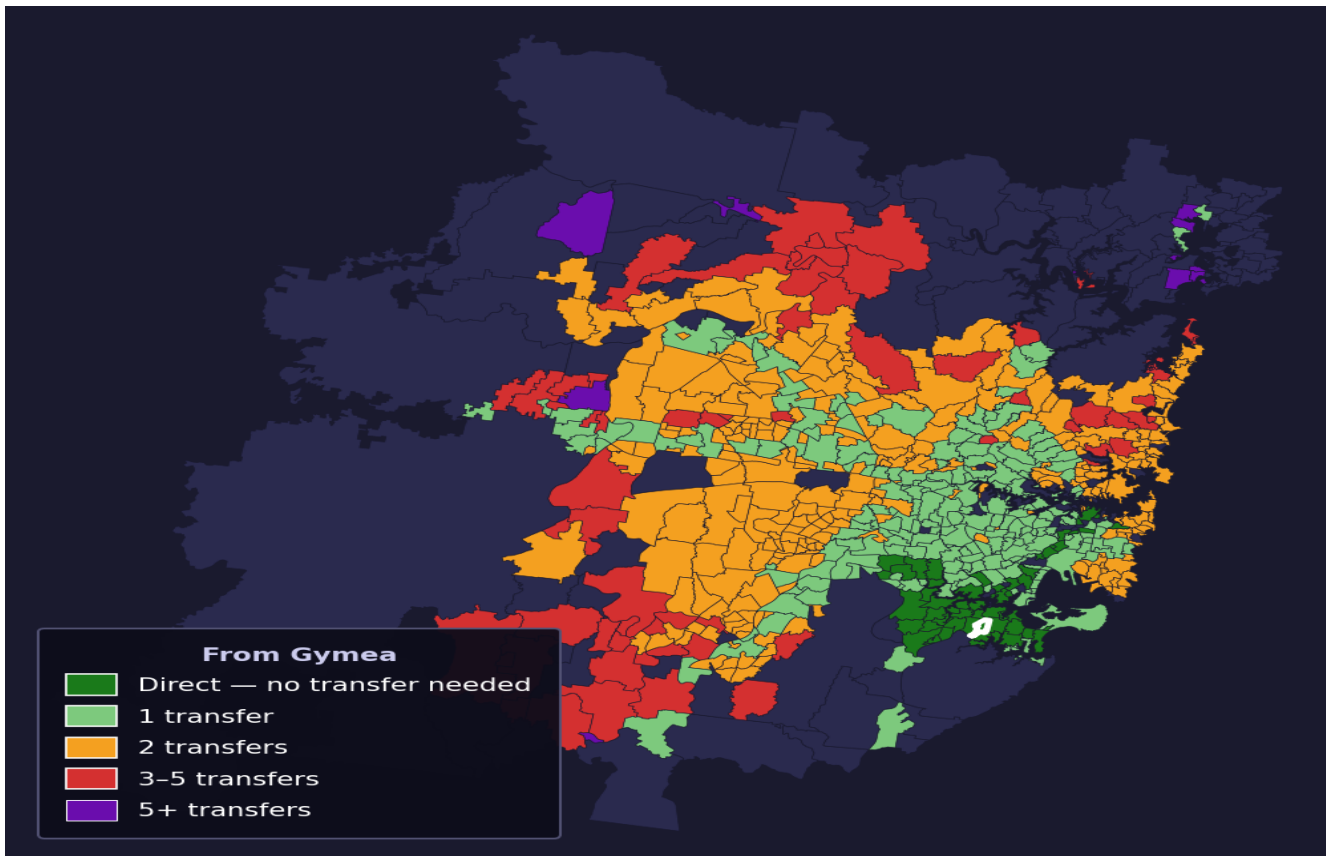 From Gymea
Direct — no transfer needed
1 transfer
2 transfers
3–5 transfers
5+ transfers